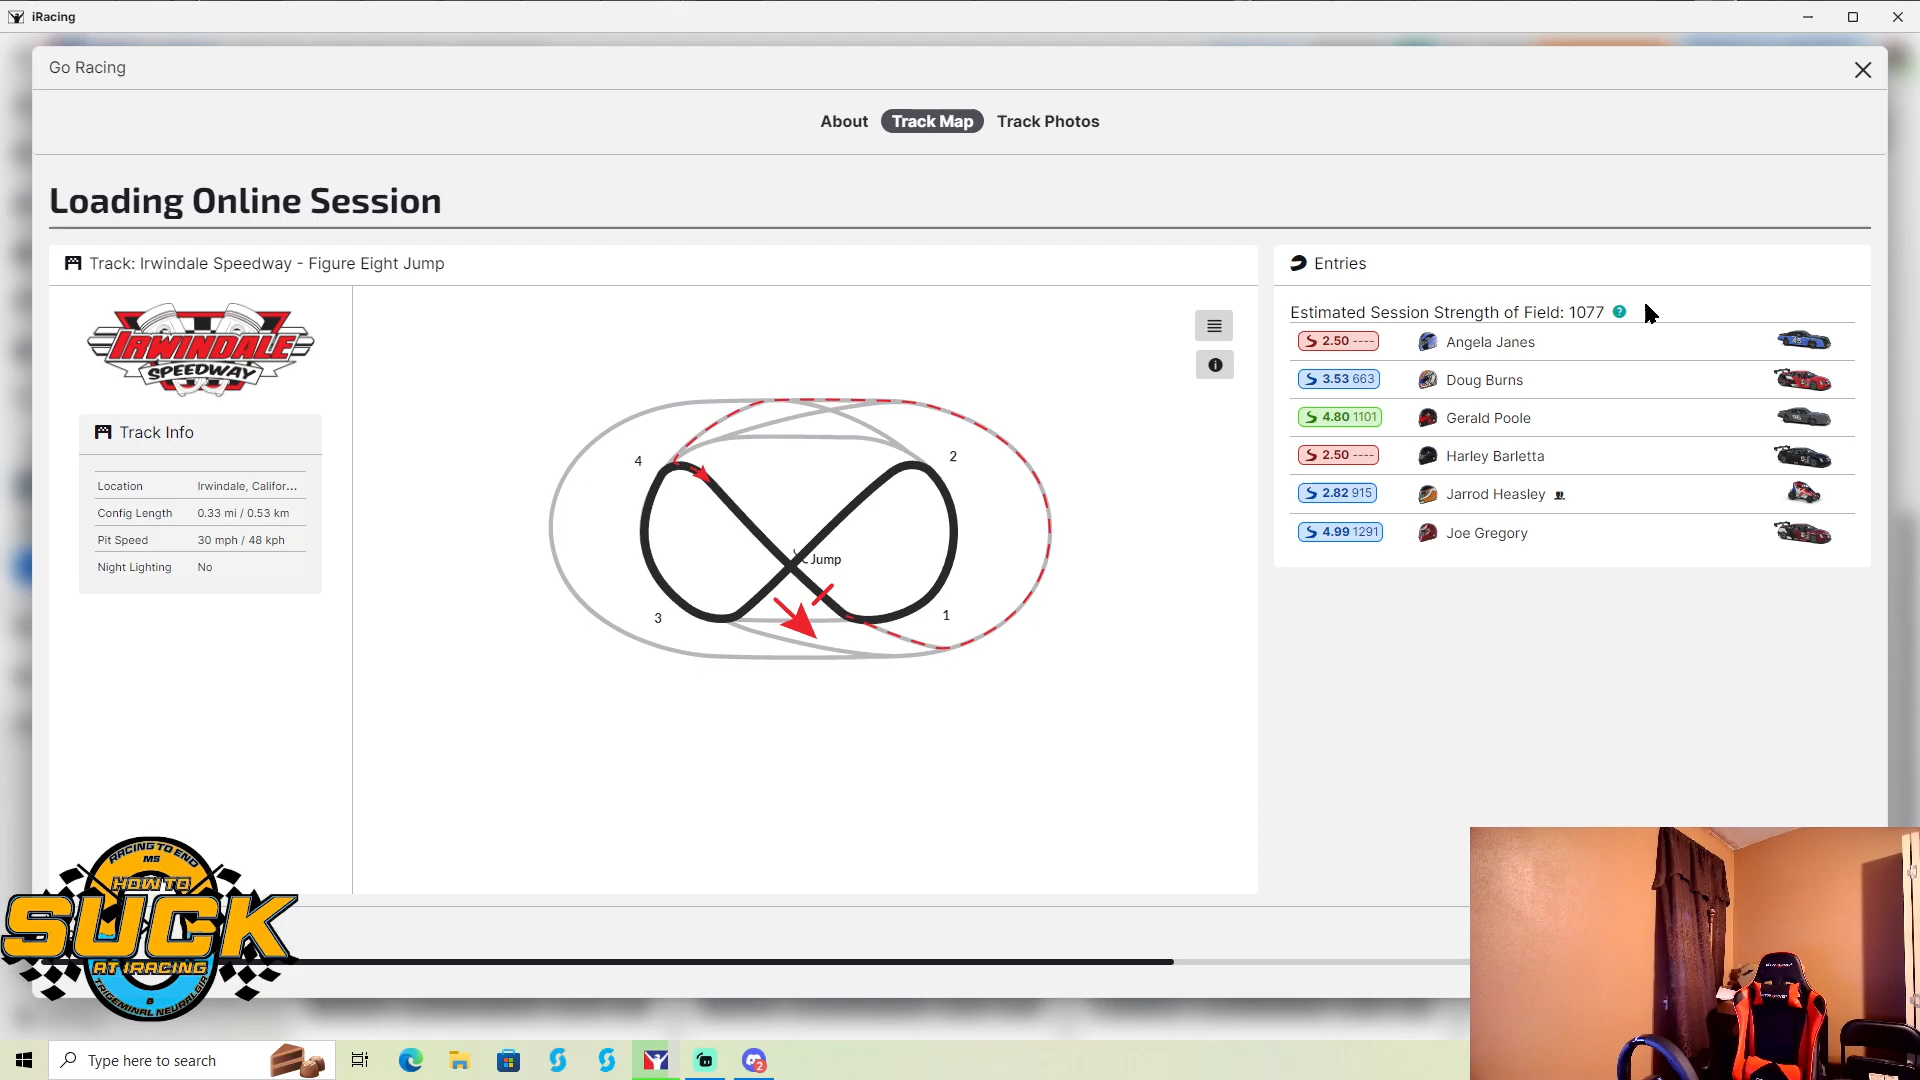 iRacing
Go Racing
About Track Map Track Photos
Loading Online Session
Track: Irwindale Speedway - Figure Eight Jump
IRWINDALE
SPEEDWAY
Track Info
Location Irwindale, Califor...
Config Length 0.33 mi / 0.53 km
Pit Speed 30 mph / 48 kph
Night Lighting No
4
2
Jump
3
1
Entries
Estimated Session Strength of Field: 1077 ?
2.50 ---- Angela Janes
3.53 663 Doug Burns
4.80 1101 Gerald Poole
2.50 ---- Harley Barletta
2.82 915 Jarrod Heasley
4.99 1291 Joe Gregory
RACING TO END
MS
HOW TO
SUCK
AT IRACING
&
TRIGEMINAL NEURALGIA
Type here to search
2